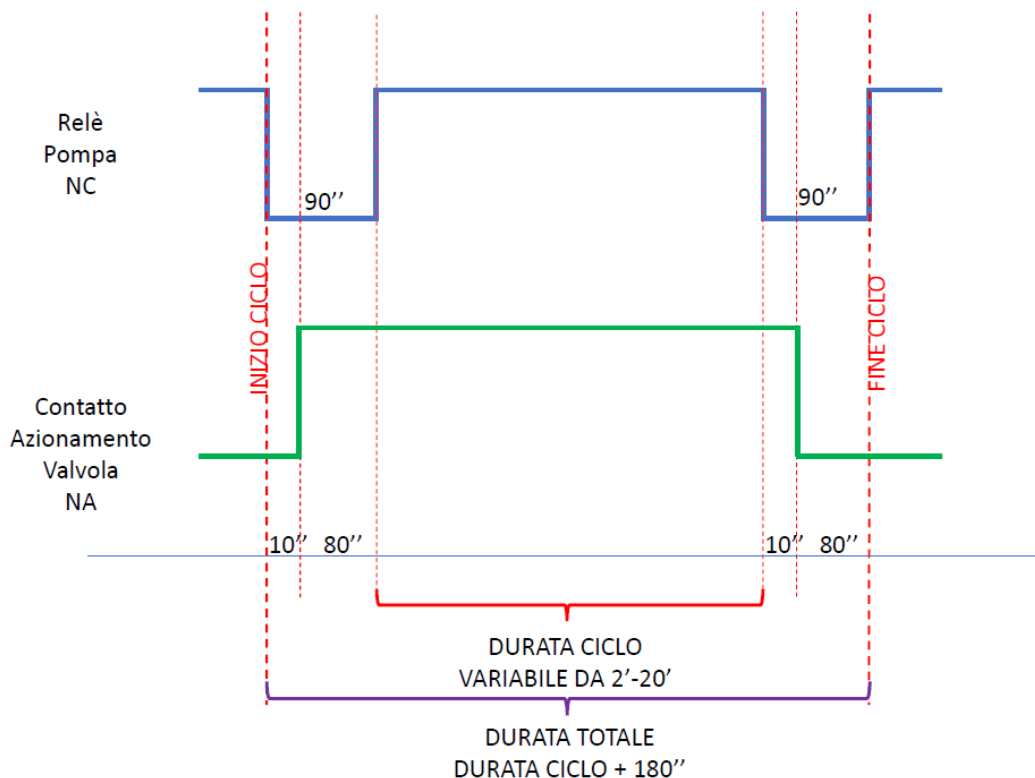 Relè
Pompa
NC
90’’
90’’
INIZIO CICLO
FINE CICLO
Contatto
Azionamento
Valvola
NA
10’’ 80’’
10’’ 80’’
DURATA CICLO
VARIABILE DA 2’-20’
DURATA TOTALE
DURATA CICLO + 180’’